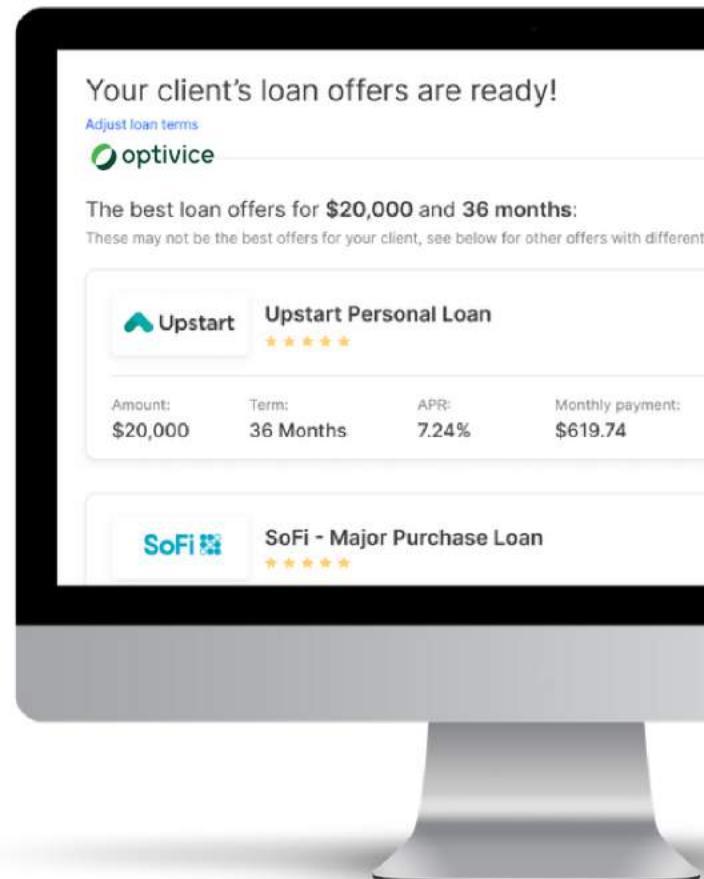 Your client's loan offers are ready!
Adjust loan terms
optivice
The best loan offers for $20,000 and 36 months:
These may not be the best offers for your client, see below for other offers with different
Upstart
Upstart Personal Loan
Amount: Term: APR: Monthly payment:
$20,000 36 Months 7.24% $619.74
SoFi
SoFi - Major Purchase Loan